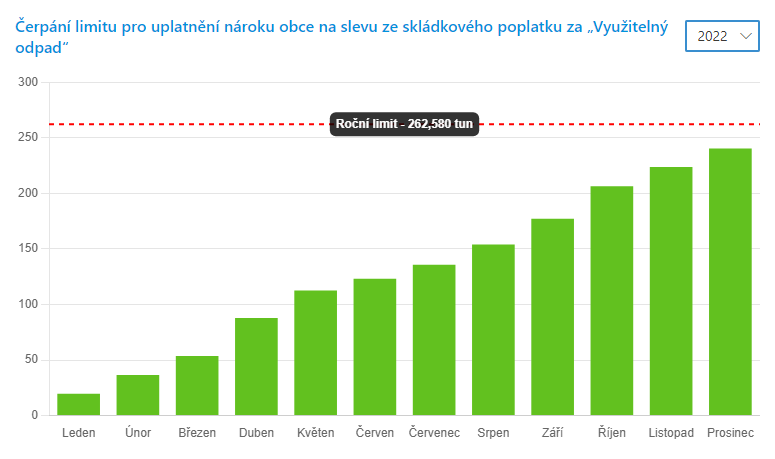 Čerpání limitu pro uplatnění nároku obce na slevu ze skládkového poplatku za „Využitelný
odpad“
2022
300
Roční limit - 262,580 tun
250
200
150
100
50
0
Leden Únor Březen Duben Květen Červen Červenec Srpen Září Říjen Listopad Prosinec